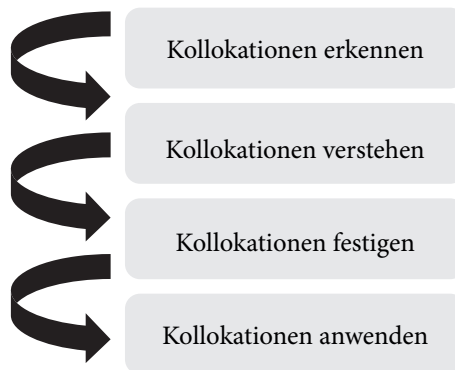 Kollokationen erkennen
Kollokationen verstehen
Kollokationen festigen
Kollokationen anwenden